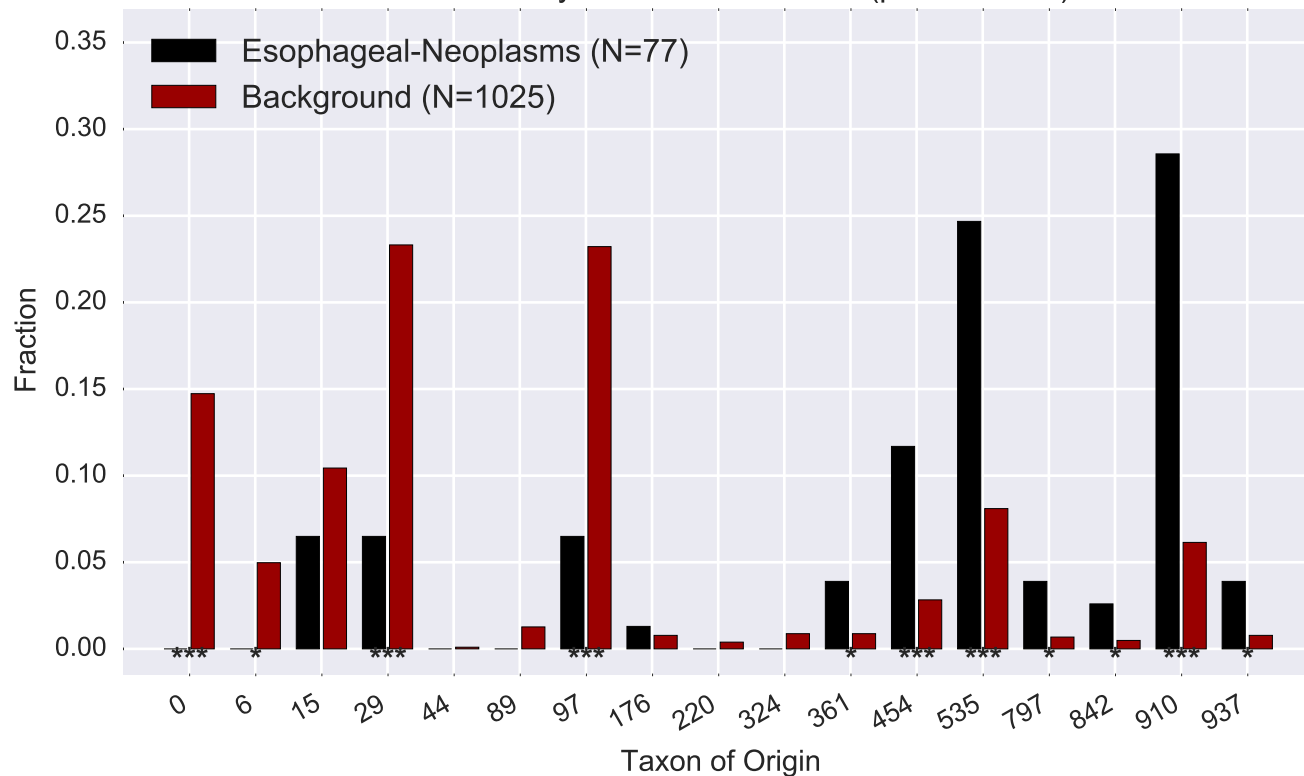 0.35
0.30
0.25
0.20
0.15
0.10
0.05
0.00
Fraction
Esophageal-Neoplasms (N=77)
Background (N=1025)
*** * *** *** * *** *** * * *** *
0 6 15 29 44 89 97 176 220 324 361 454 535 797 842 910 937
Taxon of Origin